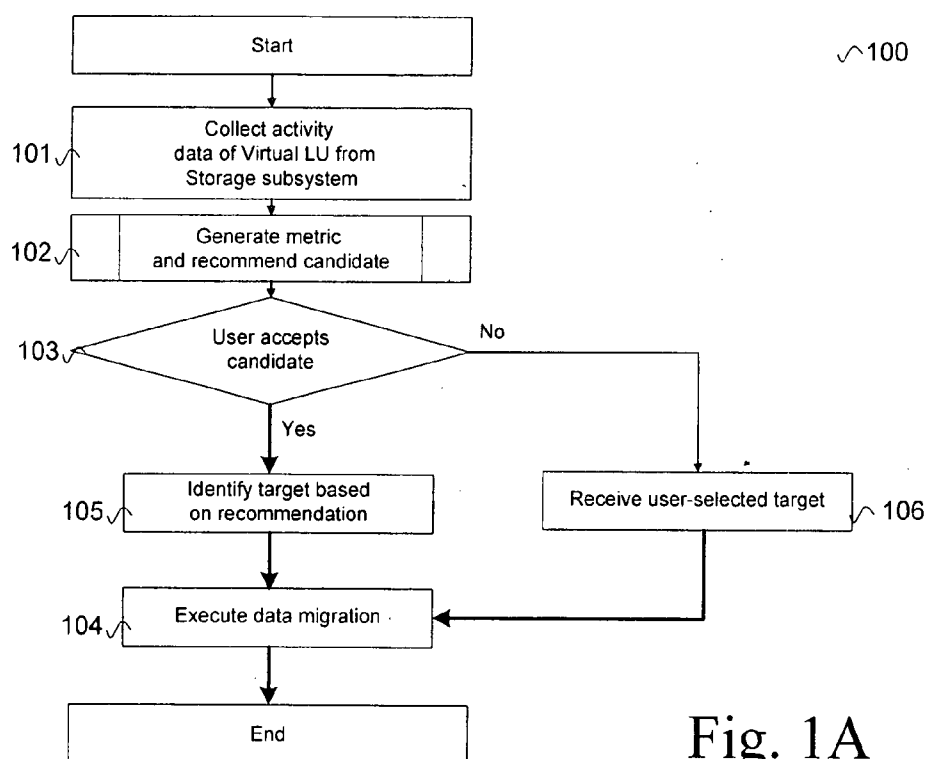 Start
100
101
Collect activity
data of Virtual LU from
Storage subsystem
102
Generate metric
and recommend candidate
103
User accepts
candidate
No
Yes
105
Identify target based
on recommendation
Receive user-selected target
106
104
Execute data migration
End
Fig. 1A